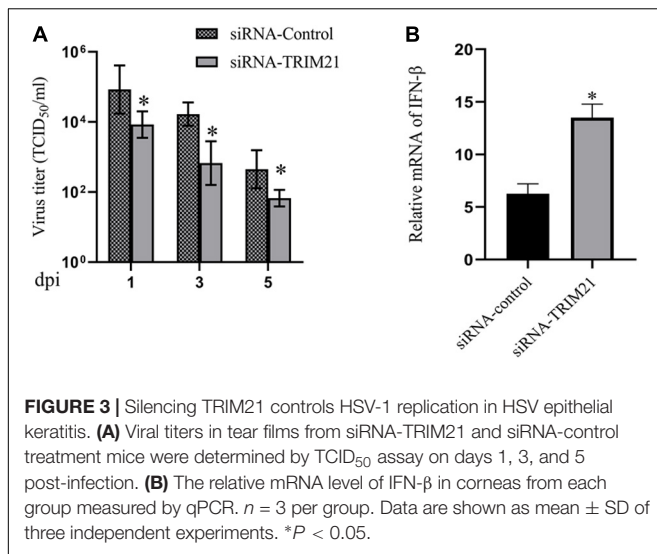 A
siRNA-Control
siRNA-TRIM21
Virus titer (TCID₅₀/ml)
10⁶
10⁴
10²
10⁰
*
*
*
dpi 1 3 5
B
Relative mRNA of IFN-β
20
15
10
5
0
*
siRNA-control
siRNA-TRIM21
FIGURE 3 | Silencing TRIM21 controls HSV-1 replication in HSV epithelial
keratitis. (A) Viral titers in tear films from siRNA-TRIM21 and siRNA-control
treatment mice were determined by TCID₅₀ assay on days 1, 3, and 5
post-infection. (B) The relative mRNA level of IFN-β in corneas from each
group measured by qPCR. n = 3 per group. Data are shown as mean ± SD of
three independent experiments. *P < 0.05.